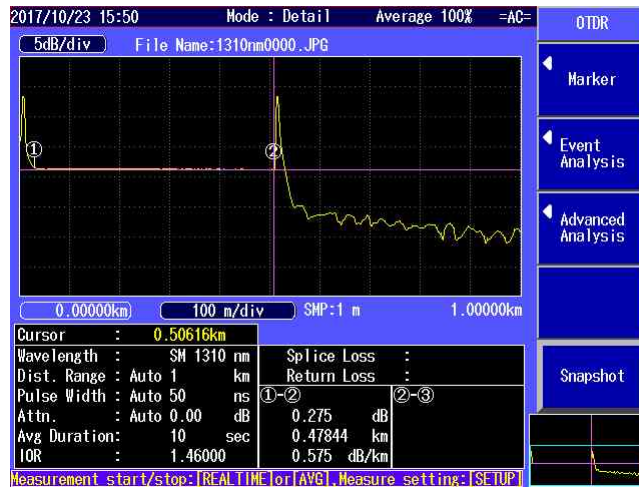 2017/10/23 15:50 Mode : Detail Average 100% =AC=
OTDR
5dB/div File Name:1310nm0000.JPG
Marker
Event
Analysis
Advanced
Analysis
Snapshot
① ②
0.00000km 100 m/div SMP:1 m 1.00000km
Cursor : 0.50616km
Wavelength : SM 1310 nm Splice Loss :
Dist. Range : Auto 1 km Return Loss :
Pulse Width : Auto 50 ns ①-② ②-③
Attn. : Auto 0.00 dB 0.275 dB
Avg Duration: 10 sec 0.47844 km
IOR : 1.46000 0.575 dB/km
Measurement start/stop:[REALTIME]or[AVG],Measure setting:[SETUP]